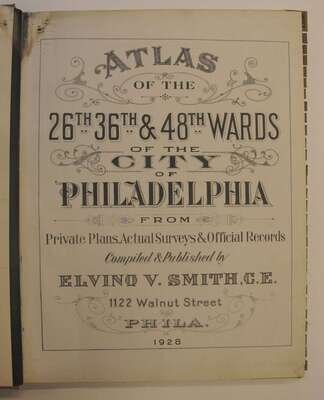 ATLAS
OF THE
26TH 36TH & 48TH WARDS
OF THE
CITY
OF
PHILADELPHIA
FROM
Private Plans, Actual Surveys & Official Records
Compiled & Published by
ELVINO V. SMITH, C.E.
1122 Walnut Street
PHILA.
1928